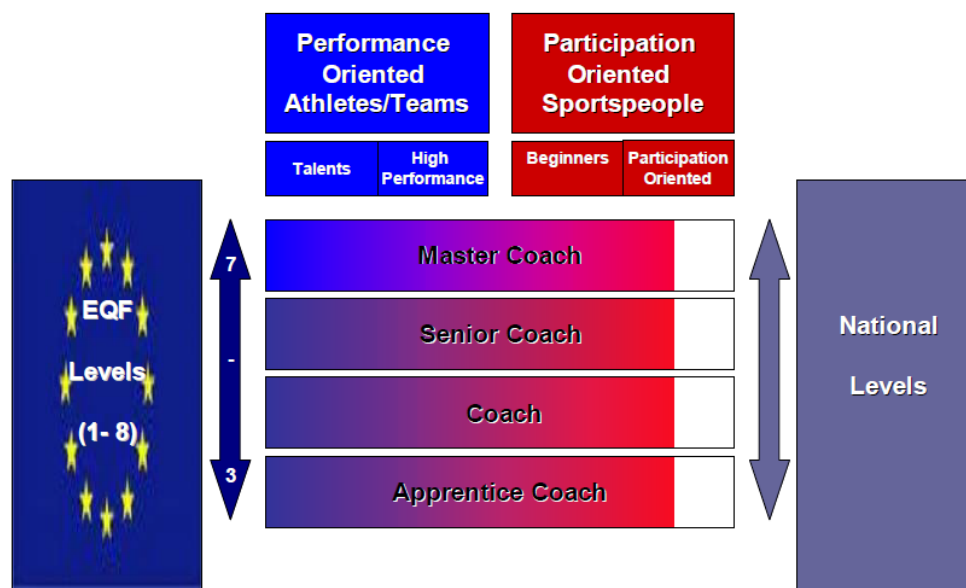 Performance
Oriented
Athletes/Teams
Participation
Oriented
Sportspeople
Talents
High
Performance
Beginners
Participation
Oriented
EQF
Levels
(1- 8)
7
-
3
Master Coach
Senior Coach
Coach
Apprentice Coach
National
Levels